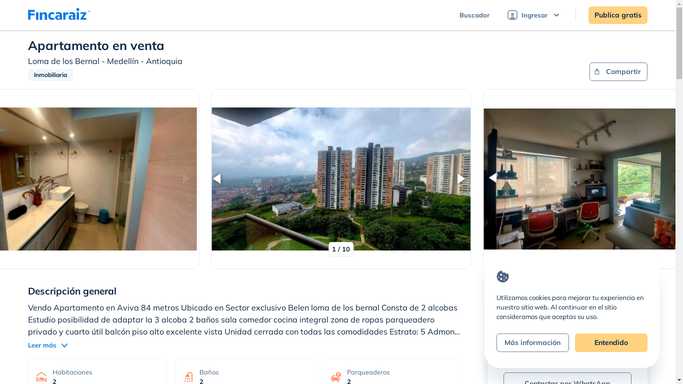 Fincaraiz
Buscador
Ingresar
Publica gratis
Apartamento en venta
Loma de los Bernal - Medellín - Antioquia
Inmobiliaria
Compartir
1 / 10
Descripción general
Vendo Apartamento en Aviva 84 metros Ubicado en Sector exclusivo Belen loma de los bernal Consta de 2 alcobas
Estudio posibilidad de adaptar la 3 alcoba 2 baños sala comedor cocina integral zona de ropas parqueadero
privado y cuarto útil balcón piso alto excelente vista Unidad cerrada con todas las comodidades Estrato: 5 Admon...
Leer más
Habitaciones
2
Baños
2
Parqueaderos
2
Utilizamos cookies para mejorar tu experiencia en
nuestro sitio web. Al continuar en el sitio
consideramos que aceptas su uso.
Más información
Entendido
Contactar por WhatsApp